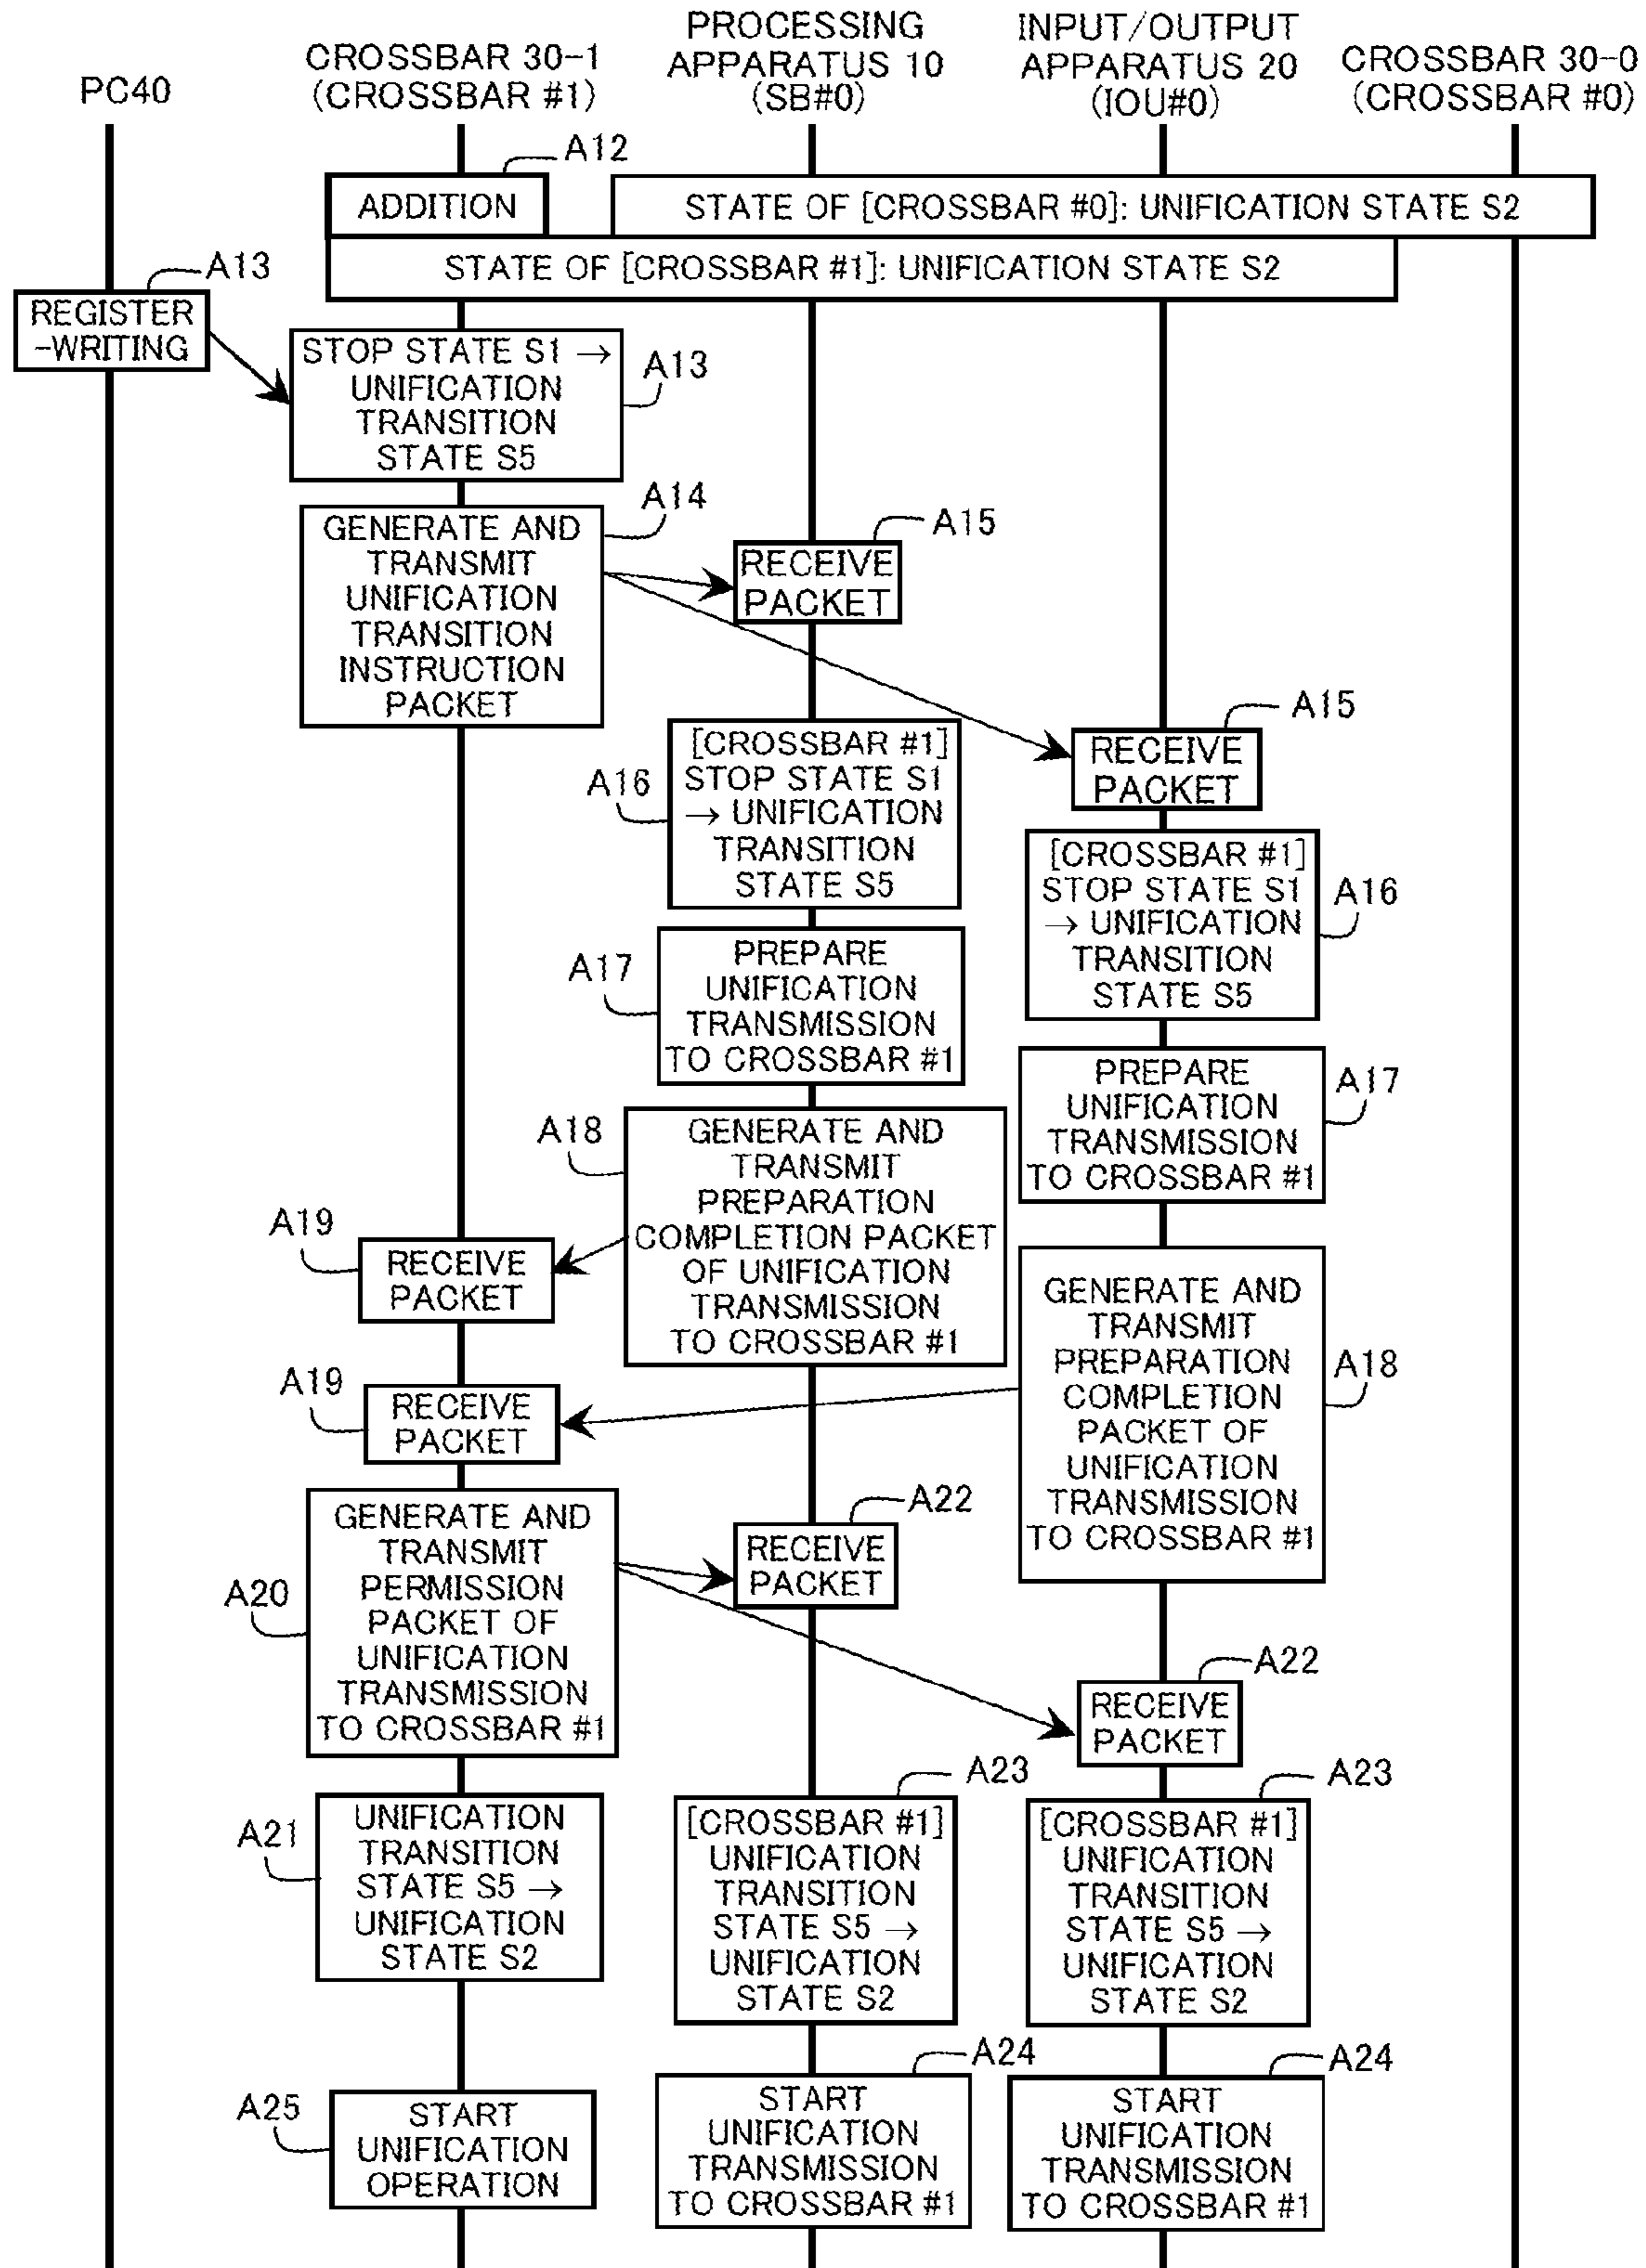 PC40
CROSSBAR 30-1
(CROSSBAR #1)
PROCESSING
APPARATUS 10
(SB#0)
INPUT/OUTPUT
APPARATUS 20
(IOU#0)
CROSSBAR 30-0
(CROSSBAR #0)
A12
ADDITION
STATE OF [CROSSBAR #0]: UNIFICATION STATE S2
STATE OF [CROSSBAR #1]: UNIFICATION STATE S2
A13
REGISTER
-WRITING
STOP STATE S1 →
UNIFICATION
TRANSITION
STATE S5
A13
GENERATE AND
TRANSMIT
UNIFICATION
TRANSITION
INSTRUCTION
PACKET
A14
A15
RECEIVE
PACKET
A15
RECEIVE
PACKET
A16
[CROSSBAR #1]
STOP STATE S1
→ UNIFICATION
TRANSITION
STATE S5
[CROSSBAR #1]
STOP STATE S1
→ UNIFICATION
TRANSITION
STATE S5
A16
A17
PREPARE
UNIFICATION
TRANSMISSION
TO CROSSBAR #1
PREPARE
UNIFICATION
TRANSMISSION
TO CROSSBAR #1
A17
A18
GENERATE AND
TRANSMIT
PREPARATION
COMPLETION PACKET
OF UNIFICATION
TRANSMISSION
TO CROSSBAR #1
A19
RECEIVE
PACKET
GENERATE AND
TRANSMIT
PREPARATION
COMPLETION
PACKET OF
UNIFICATION
TRANSMISSION
TO CROSSBAR #1
A18
A19
RECEIVE
PACKET
A20
GENERATE AND
TRANSMIT
PERMISSION
PACKET OF
UNIFICATION
TRANSMISSION
TO CROSSBAR #1
A22
RECEIVE
PACKET
A22
RECEIVE
PACKET
A21
UNIFICATION
TRANSITION
STATE S5 →
UNIFICATION
STATE S2
A23
[CROSSBAR #1]
UNIFICATION
TRANSITION
STATE S5 →
UNIFICATION
STATE S2
A23
[CROSSBAR #1]
UNIFICATION
TRANSITION
STATE S5 →
UNIFICATION
STATE S2
A25
START
UNIFICATION
OPERATION
A24
START
UNIFICATION
TRANSMISSION
TO CROSSBAR #1
A24
START
UNIFICATION
TRANSMISSION
TO CROSSBAR #1